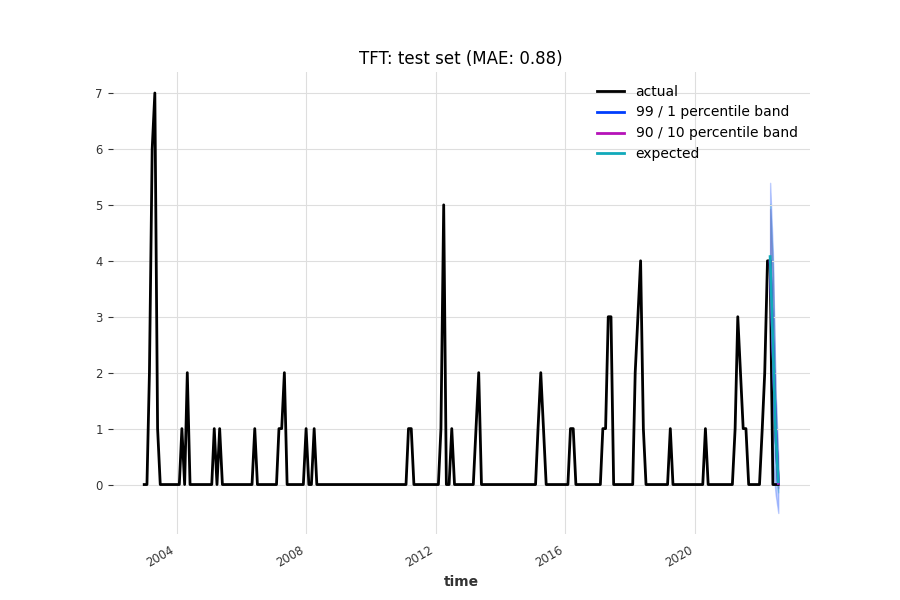 TFT: test set (MAE: 0.88)
actual
99 / 1 percentile band
90 / 10 percentile band
expected
7
6
5
4
3
2
1
0
2004
2008
2012
2016
2020
time